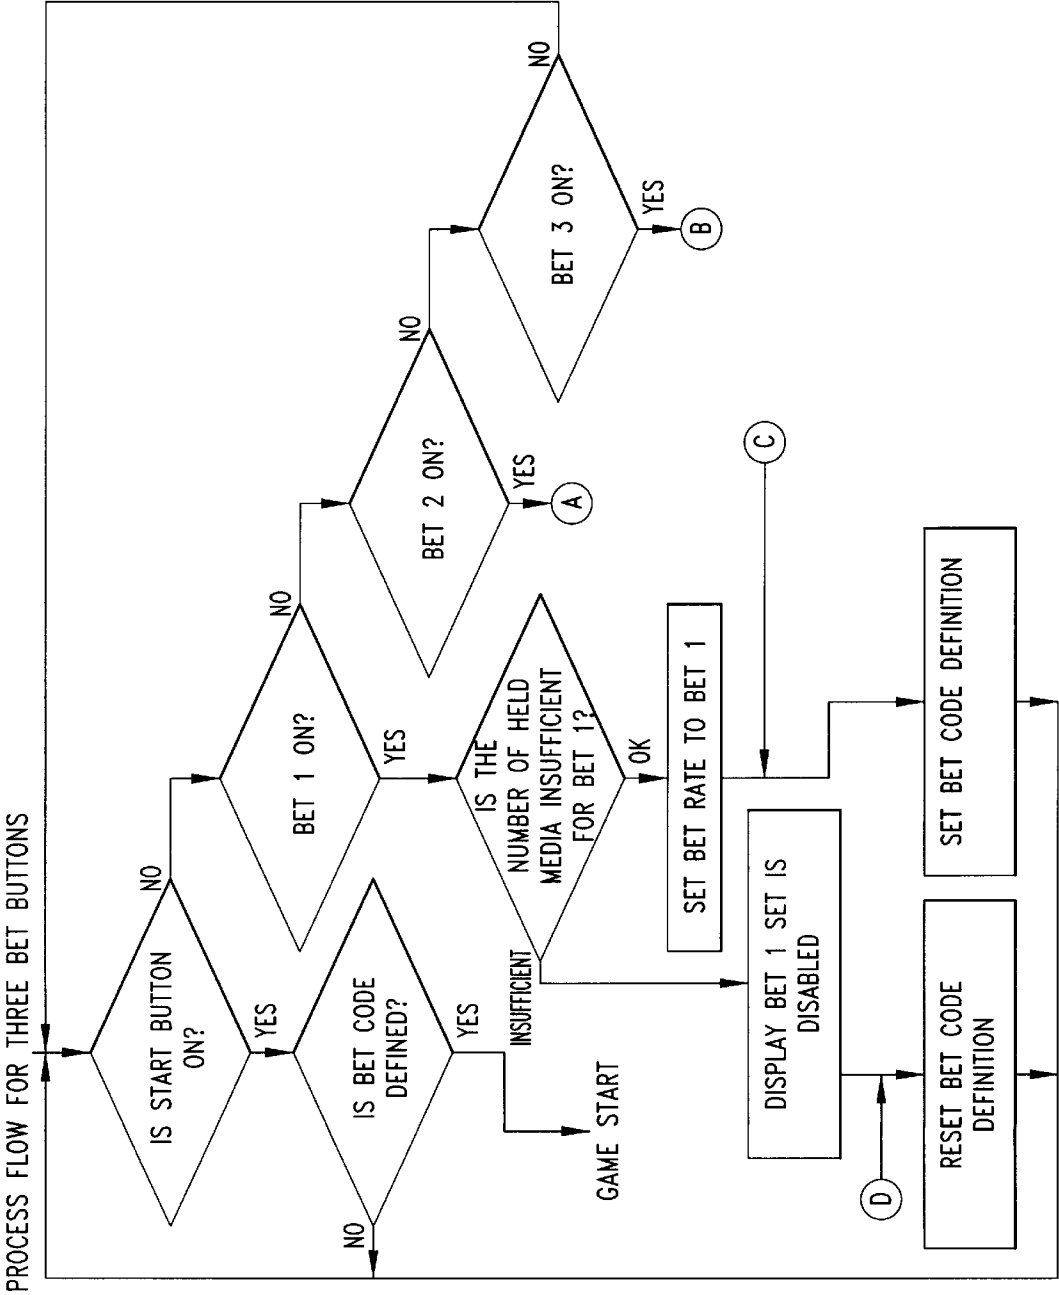 PROCESS FLOW FOR THREE BET BUTTONS
IS START BUTTON
ON?
NO
YES
IS BET CODE
DEFINED?
NO
YES
GAME START
BET 1 ON?
NO
YES
IS THE
NUMBER OF HELD
MEDIA INSUFFICIENT
FOR BET 1?
INSUFFICIENT
OK
SET BET RATE TO BET 1
DISPLAY BET 1 SET IS
DISABLED
D
RESET BET CODE
DEFINITION
C
SET BET CODE DEFINITION
BET 2 ON?
NO
YES
A
BET 3 ON?
NO
YES
B